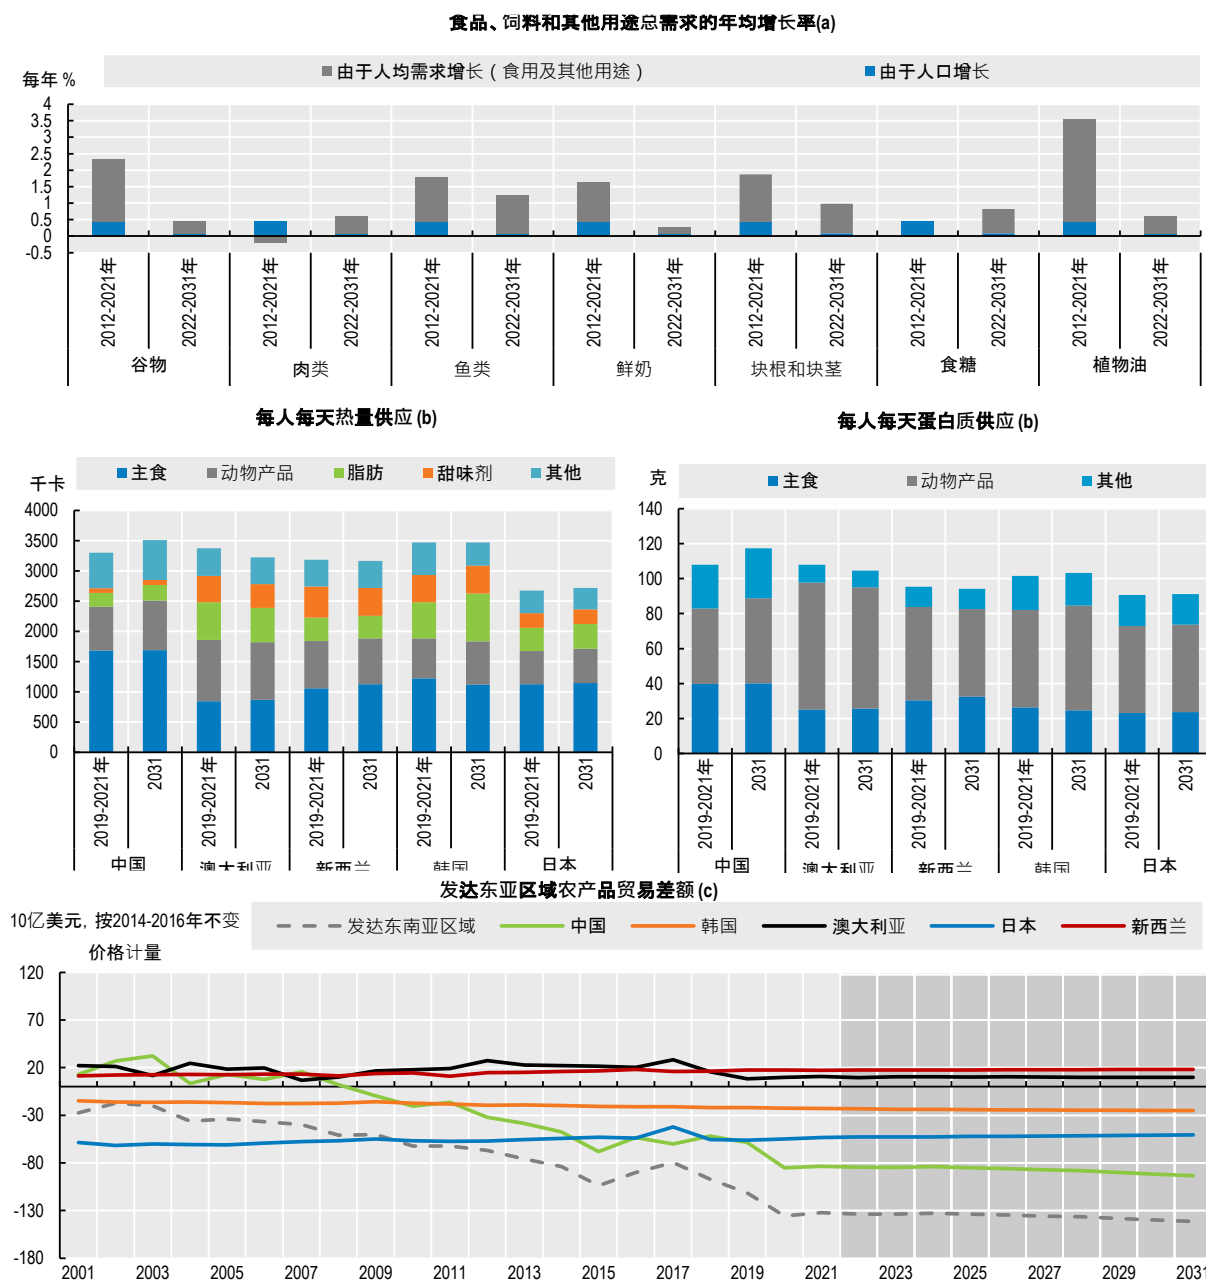 食品、饲料和其他用途总需求的年均增长率(a)
每年 %
由于人均需求增长（食用及其他用途） 由于人口增长
4
3.5
3
2.5
2
1.5
1
0.5
0
-0.5
2012-2021年 2022-2031年 2012-2021年 2022-2031年 2012-2021年 2022-2031年 2012-2021年 2022-2031年 2012-2021年 2022-2031年 2012-2021年 2022-2031年 2012-2021年 2022-2031年
谷物 肉类 鱼类 鲜奶 块根和块茎 食糖 植物油
每人每天热量供应 (b)
千卡
主食 动物产品 脂肪 甜味剂 其他
4000
3500
3000
2500
2000
1500
1000
500
0
2019-2021年 2031 2019-2021年 2031 2019-2021年 2031 2019-2021年 2031 2019-2021年 2031
中国 澳大利亚 新西兰 韩国 日本
每人每天蛋白质供应 (b)
克
主食 动物产品 其他
140
120
100
80
60
40
20
0
2019-2021年 2031 2019-2021年 2031 2019-2021年 2031 2019-2021年 2031 2019-2021年 2031
中国 澳大利亚 新西兰 韩国 日本
发达东亚区域农产品贸易差额 (c)
10亿美元, 按2014-2016年不变
价格计量
发达东南亚区域 中国 韩国 澳大利亚 日本 新西兰
120
70
20
-30
-80
-130
-180
2001 2003 2005 2007 2009 2011 2013 2015 2017 2019 2021 2023 2025 2027 2029 2031